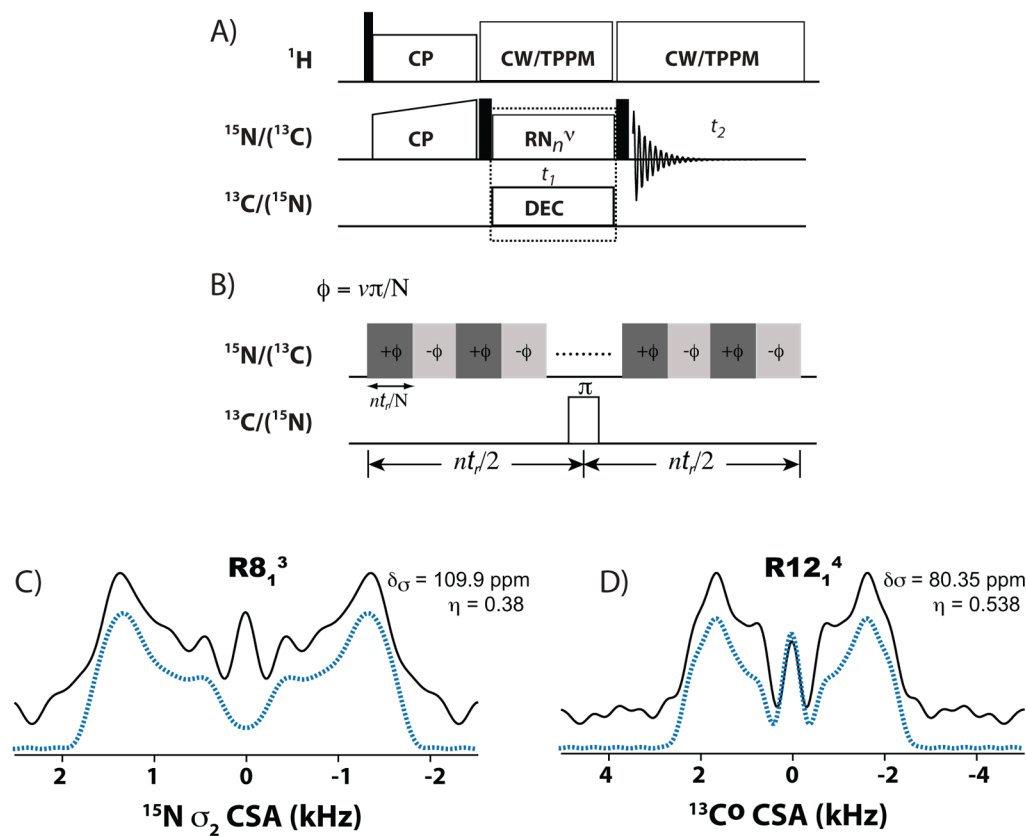 A)
¹H
CP
CW/TPPM
CW/TPPM
¹⁵N/(¹³C)
CP
RNₙ^ν
t₂
t₁
¹³C/(¹⁵N)
DEC
B)
ϕ = νπ/N
¹⁵N/(¹³C)
+ϕ -ϕ +ϕ -ϕ ......... +ϕ -ϕ +ϕ -ϕ
ntᵣ/N
π
¹³C/(¹⁵N)
ntᵣ/2 ntᵣ/2
C)
R8₁³
δσ = 109.9 ppm
η = 0.38
2 1 0 -1 -2
¹⁵N σ₂ CSA (kHz)
D)
R12₁⁴
δσ = 80.35 ppm
η = 0.538
4 2 0 -2 -4
¹³Cᴼ CSA (kHz)